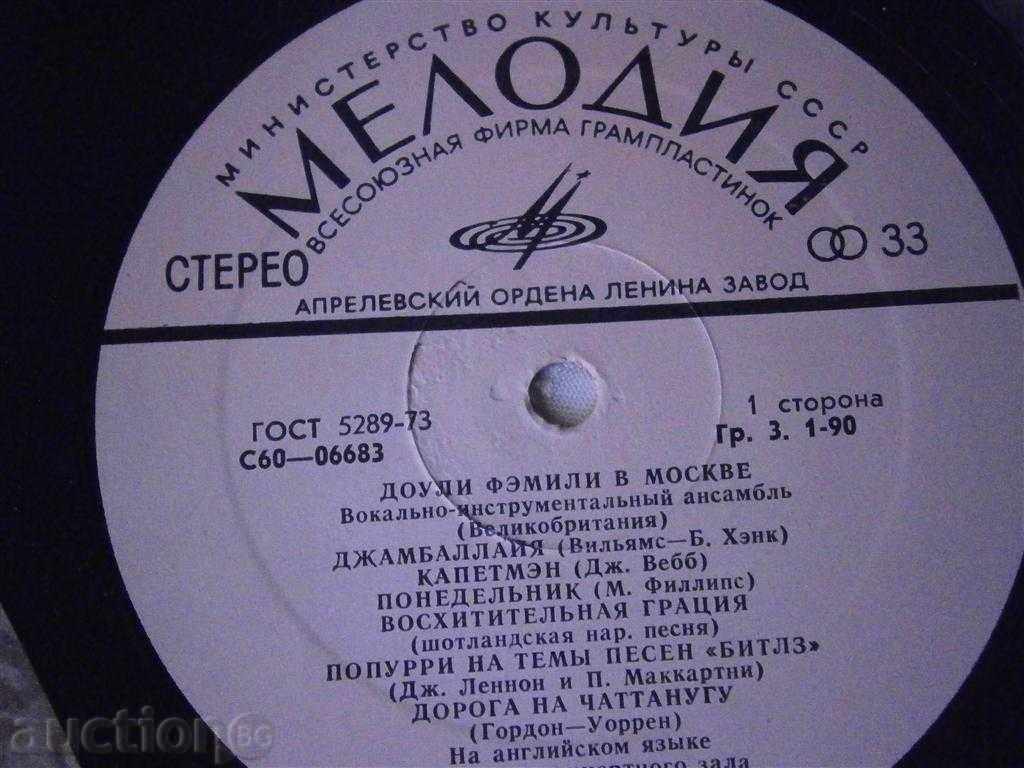 МИНИСТЕРСТВО КУЛЬТУРЫ СССР
МЕЛОДИЯ
ВСЕСОЮЗНАЯ ФИРМА ГРАМПЛАСТИНОК
СТЕРЕО
33
АПРЕЛЕВСКИЙ ОРДЕНА ЛЕНИНА ЗАВОД
ГОСТ 5289-73
С60—06683
1 сторона
Гр. 3. 1-90
ДОУЛИ ФЭМИЛИ В МОСКВЕ
Вокально-инструментальный ансамбль
(Великобритания)
ДЖАМБАЛЛАЙЯ (Вильямс—Б. Хэнк)
КАПЕТМЭН (Дж. Вебб)
ПОНЕДЕЛЬНИК (М. Филлипс)
ВОСХИТИТЕЛЬНАЯ ГРАЦИЯ
(шотландская нар. песня)
ПОПУРРИ НА ТЕМЫ ПЕСЕН «БИТЛЗ»
(Дж. Леннон и П. Маккартни)
ДОРОГА НА ЧАТТАНУГУ
(Гордон—Уоррен)
На английском языке
зала
auction bg